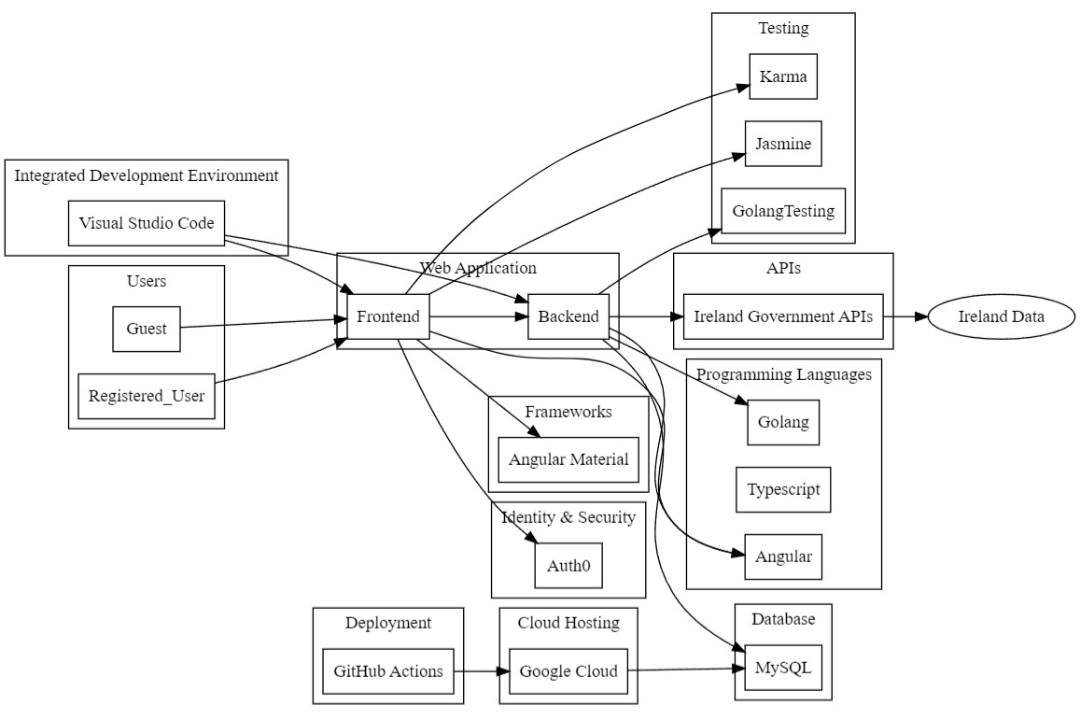 Testing
Karma
Jasmine
GolangTesting
Integrated Development Environment
Visual Studio Code
Users
Guest
Registered_User
Web Application
Frontend
Backend
APIs
Ireland Government APIs
Ireland Data
Programming Languages
Golang
Typescript
Angular
Frameworks
Angular Material
Identity & Security
Auth0
Deployment
GitHub Actions
Cloud Hosting
Google Cloud
Database
MySQL